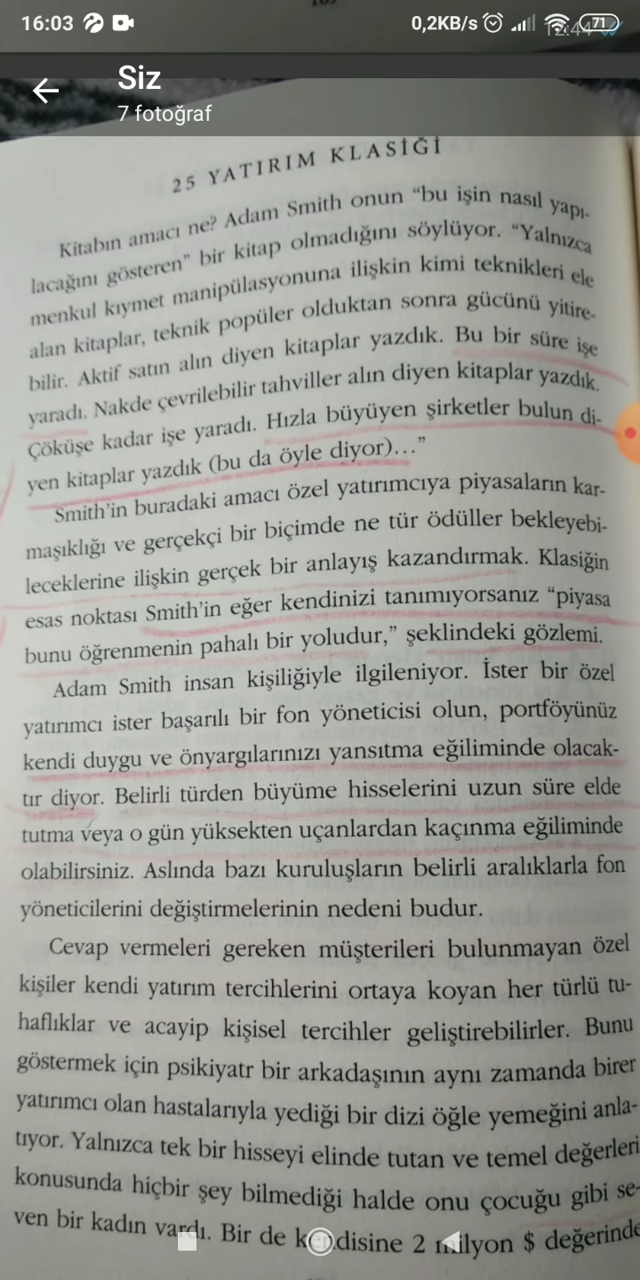 16:03
0,2KB/s
71
12:44
Siz
7 fotoğraf
25 YATIRIM KLASİĞİ
Kitabın amacı ne? Adam Smith onun “bu işin nasıl yapı-
lacağını gösteren” bir kitap olmadığını söylüyor. “Yalnızca
menkul kıymet manipülasyonuna ilişkin kimi teknikleri ele
alan kitaplar, teknik popüler olduktan sonra gücünü yitire-
bilir. Aktif satın alın diyen kitaplar yazdık. Bu bir süre işe
yaradı. Nakde çevrilebilir tahviller alın diyen kitaplar yazdık.
Çöküşe kadar işe yaradı. Hızla büyüyen şirketler bulun di-
yen kitaplar yazdık (bu da öyle diyor)...”
Smith’in buradaki amacı özel yatırımcıya piyasaların kar-
maşıklığı ve gerçekçi bir biçimde ne tür ödüller bekleyebi-
leceklerine ilişkin gerçek bir anlayış kazandırmak. Klasiğin
esas noktası Smith’in eğer kendinizi tanımıyorsanız “piyasa
bunu öğrenmenin pahalı bir yoludur,” şeklindeki gözlemi.
Adam Smith insan kişiliğiyle ilgileniyor. İster bir özel
yatırımcı ister başarılı bir fon yöneticisi olun, portföyünüz
kendi duygu ve önyargılarınızı yansıtma eğiliminde olacak-
tır diyor. Belirli türden büyüme hisselerini uzun süre elde
tutma veya o gün yüksekten uçanlardan kaçınma eğiliminde
olabilirsiniz. Aslında bazı kuruluşların belirli aralıklarla fon
yöneticilerini değiştirmelerinin nedeni budur.
Cevap vermeleri gereken müşterileri bulunmayan özel
kişiler kendi yatırım tercihlerini ortaya koyan her türlü tu-
haflıklar ve acayip kişisel tercihler geliştirebilirler. Bunu
göstermek için psikiyatr bir arkadaşının aynı zamanda birer
yatırımcı olan hastalarıyla yediği bir dizi öğle yemeğini anla-
tıyor. Yalnızca tek bir hisseyi elinde tutan ve temel değerleri
konusunda hiçbir şey bilmediği halde onu çocuğu gibi se-
ven bir kadın vardı. Bir de kendisine 2 milyon $ değerinde